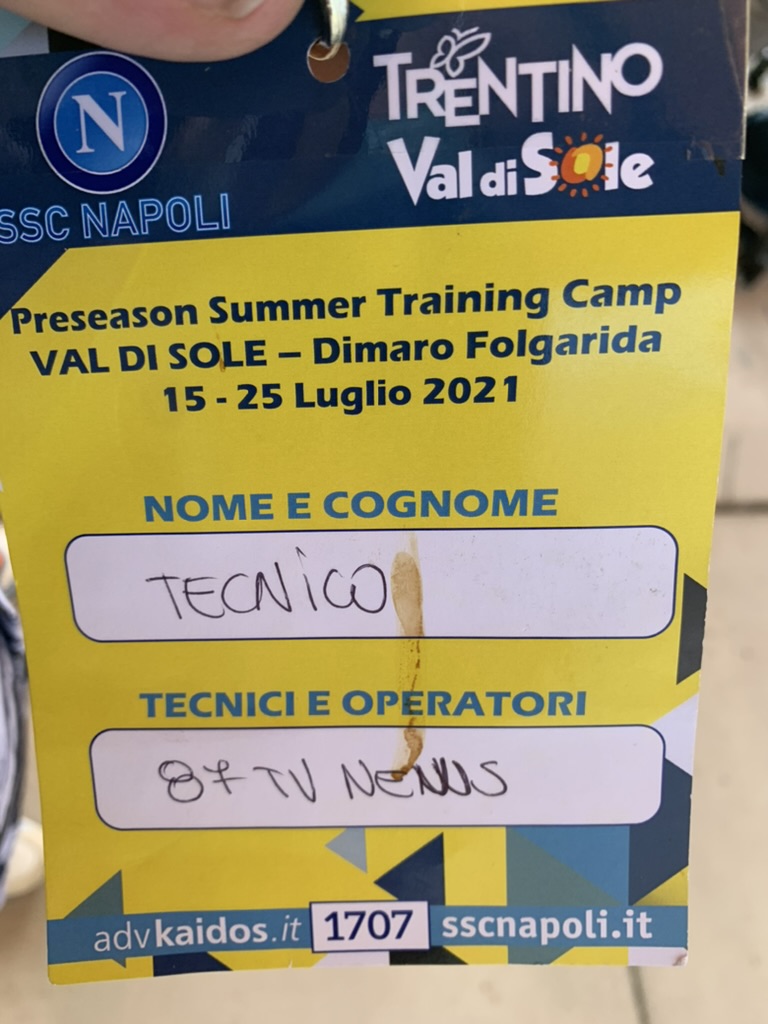 N
TRENTINO
Val di Sole
SSC NAPOLI
Preseason Summer Training Camp
VAL DI SOLE – Dimaro Folgarida
15 - 25 Luglio 2021
NOME E COGNOME
TECNICO
TECNICI E OPERATORI
87 TV NEWS
advkaidos.it 1707 sscnapoli.it